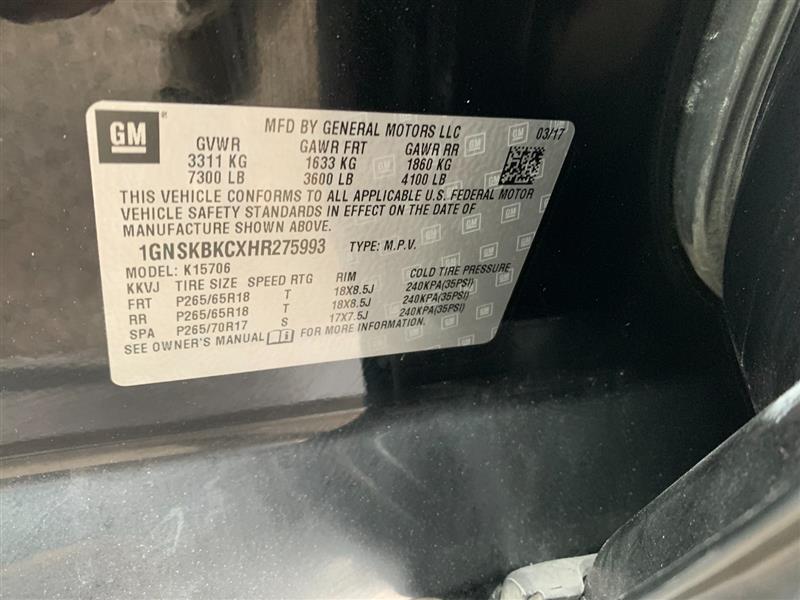 GM
MFD BY GENERAL MOTORS LLC 03/17
GVWR GAWR FRT GAWR RR
3311 KG 1633 KG 1860 KG
7300 LB 3600 LB 4100 LB
THIS VEHICLE CONFORMS TO ALL APPLICABLE U.S. FEDERAL MOTOR
VEHICLE SAFETY STANDARDS IN EFFECT ON THE DATE OF
MANUFACTURE SHOWN ABOVE.
1GNSKBKCXHR275993 TYPE: M.P.V.
MODEL: K15706
KKVJ TIRE SIZE SPEED RTG RIM COLD TIRE PRESSURE
FRT P265/65R18 T 18X8.5J 240KPA(35PSI)
RR P265/65R18 T 18X8.5J 240KPA(35PSI)
SPA P265/70R17 S 17X7.5J 240KPA(35PSI)
SEE OWNER'S MANUAL FOR MORE INFORMATION.